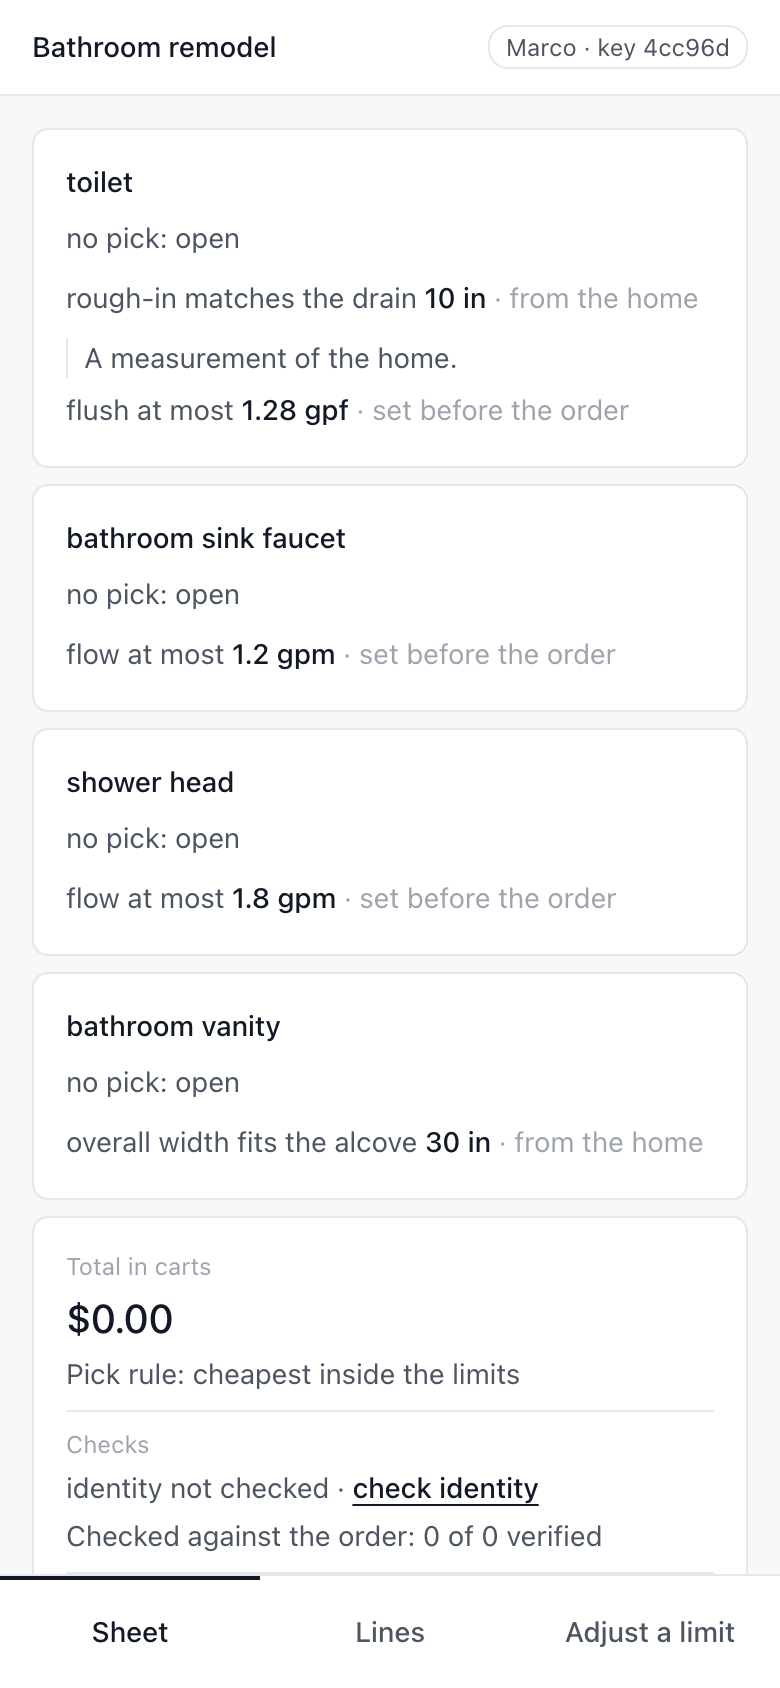 Bathroom remodel
Marco · key 4cc96d
toilet
no pick: open
rough-in matches the drain 10 in · from the home
A measurement of the home.
flush at most 1.28 gpf · set before the order
bathroom sink faucet
no pick: open
flow at most 1.2 gpm · set before the order
shower head
no pick: open
flow at most 1.8 gpm · set before the order
bathroom vanity
no pick: open
overall width fits the alcove 30 in · from the home
Total in carts
$0.00
Pick rule: cheapest inside the limits
Checks
identity not checked · check identity
Checked against the order: 0 of 0 verified
Sheet
Lines
Adjust a limit